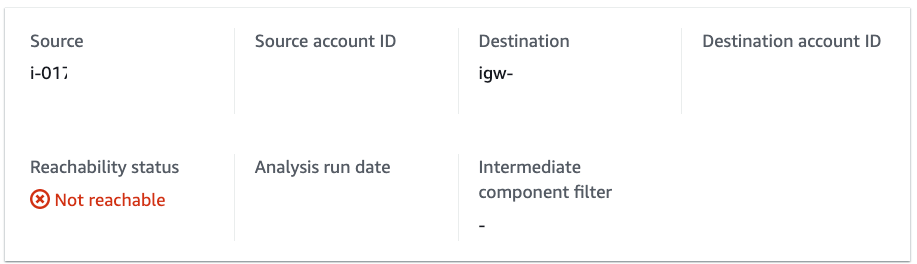 Source
i-017
Source account ID
Destination
igw-
Destination account ID
Reachability status
Not reachable
Analysis run date
Intermediate
component filter
-